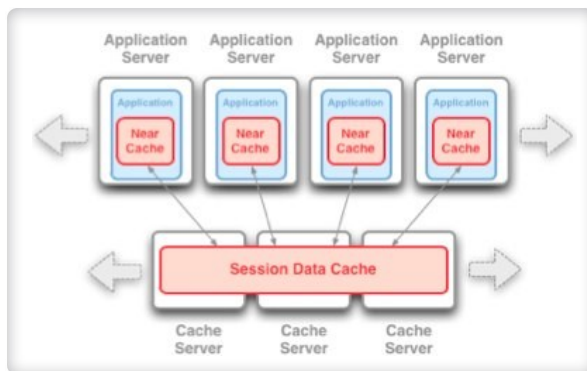 Application Application Application Application
Server Server Server Server
Application Application Application Application
Near Near Near Near
Cache Cache Cache Cache
Session Data Cache
Cache Cache Cache
Server Server Server